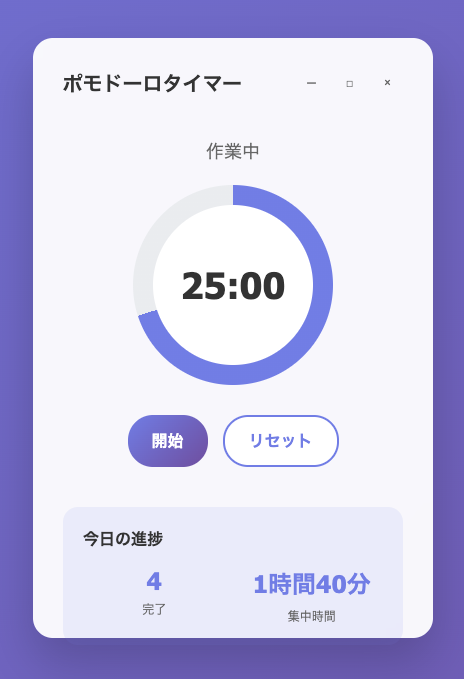 ポモドーロタイマー
作業中
25:00
開始 リセット
今日の進捗
4 1時間40分
完了 集中時間